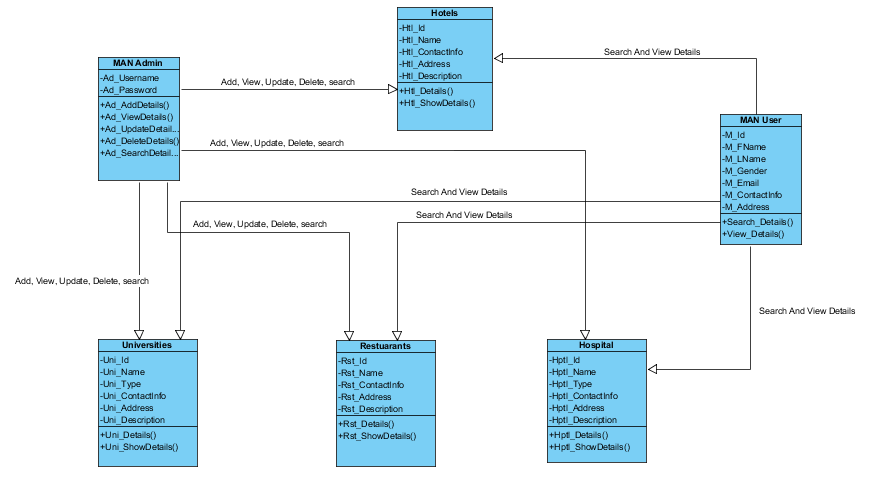 Hotels
-Htl_Id
-Htl_Name
-Htl_ContactInfo
-Htl_Address
-Htl_Description
+Htl_Details()
+Htl_ShowDetails()
Search And View Details
MAN Admin
-Ad_Username
-Ad_Password
+Ad_AddDetails()
+Ad_ViewDetails()
+Ad_UpdateDetail...
+Ad_DeleteDetails()
+Ad_SearchDetail...
Add, View, Update, Delete, search
Add, View, Update, Delete, search
MAN User
-M_Id
-M_FName
-M_LName
-M_Gender
-M_Email
-M_ContactInfo
-M_Address
+Search_Details()
+View_Details()
Search And View Details
Search And View Details
Add, View, Update, Delete, search
Add, View, Update, Delete, search
Search And View Details
Universities
-Uni_Id
-Uni_Name
-Uni_Type
-Uni_ContactInfo
-Uni_Address
-Uni_Description
+Uni_Details()
+Uni_ShowDetails()
Restuarants
-Rst_Id
-Rst_Name
-Rst_ContactInfo
-Rst_Address
-Rst_Description
+Rst_Details()
+Rst_ShowDetails()
Hospital
-Hptl_Id
-Hptl_Name
-Hptl_Type
-Hptl_ContactInfo
-Hptl_Address
-Hptl_Description
+Hptl_Details()
+Hptl_ShowDetails()